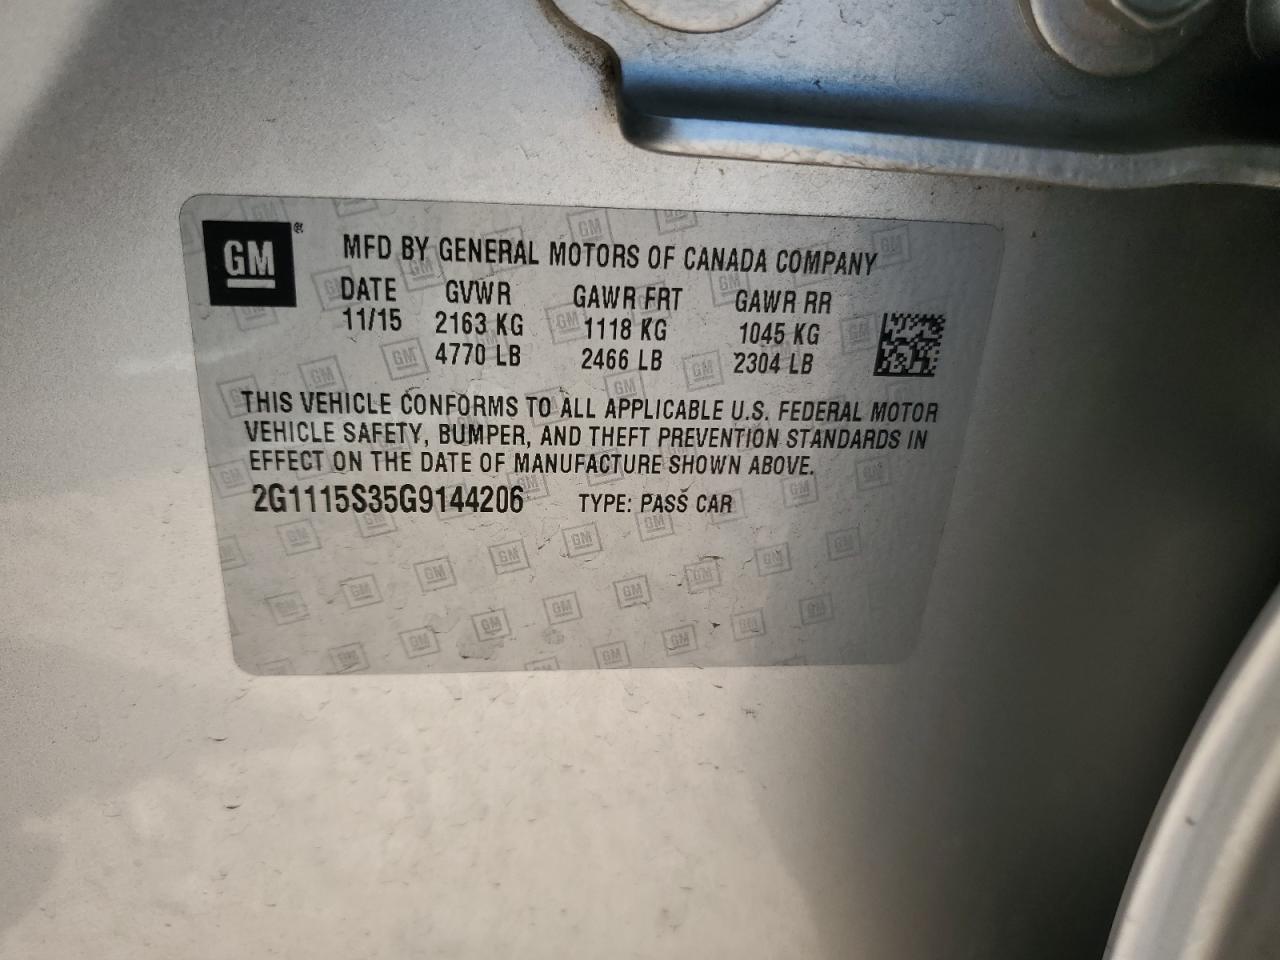 GM®
MFD BY GENERAL MOTORS OF CANADA COMPANY
DATE GVWR GAWR FRT GAWR RR
11/15 2163 KG 1118 KG 1045 KG
4770 LB 2466 LB 2304 LB
THIS VEHICLE CONFORMS TO ALL APPLICABLE U.S. FEDERAL MOTOR
VEHICLE SAFETY, BUMPER, AND THEFT PREVENTION STANDARDS IN
EFFECT ON THE DATE OF MANUFACTURE SHOWN ABOVE.
2G1115S35G9144206 TYPE: PASS CAR